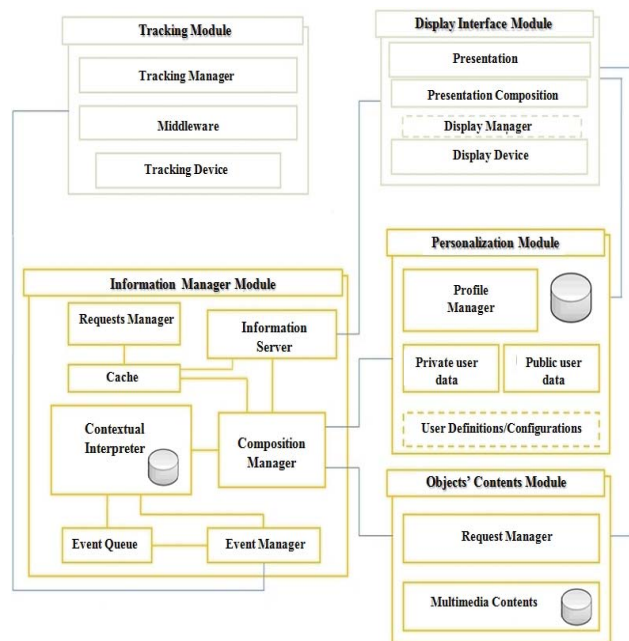 Tracking Module
Tracking Manager
Middleware
Tracking Device
Display Interface Module
Presentation
Presentation Composition
Display Manager
Display Device
Information Manager Module
Requests Manager
Information
Server
Cache
Contextual
Interpreter
Composition
Manager
Event Queue
Event Manager
Personalization Module
Profile
Manager
Private user
data
Public user
data
User Definitions/Configurations
Objects' Contents Module
Request Manager
Multimedia Contents